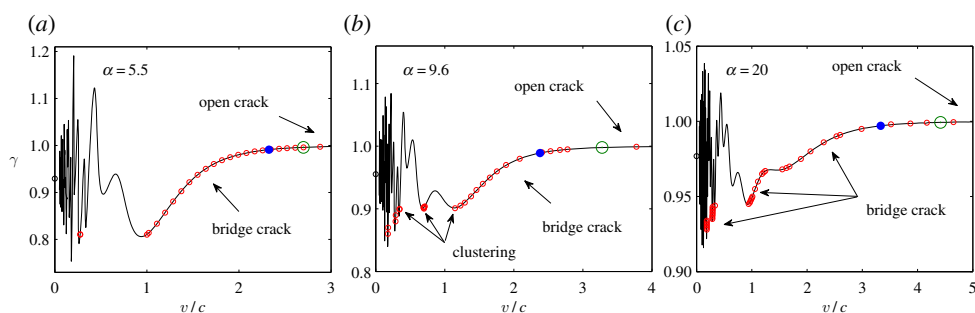 (a) (b) (c)
1.2
1.1
1.0
0.9
0.8
γ
α = 5.5
open crack
bridge crack
0 1 2 3
v/c
1.2
1.1
1.0
0.9
0.8
α = 9.6
open crack
bridge crack
clustering
0 1 2 3 4
v/c
1.05
1.00
0.95
0.90
α = 20
open crack
bridge crack
0 1 2 3 4 5
v/c